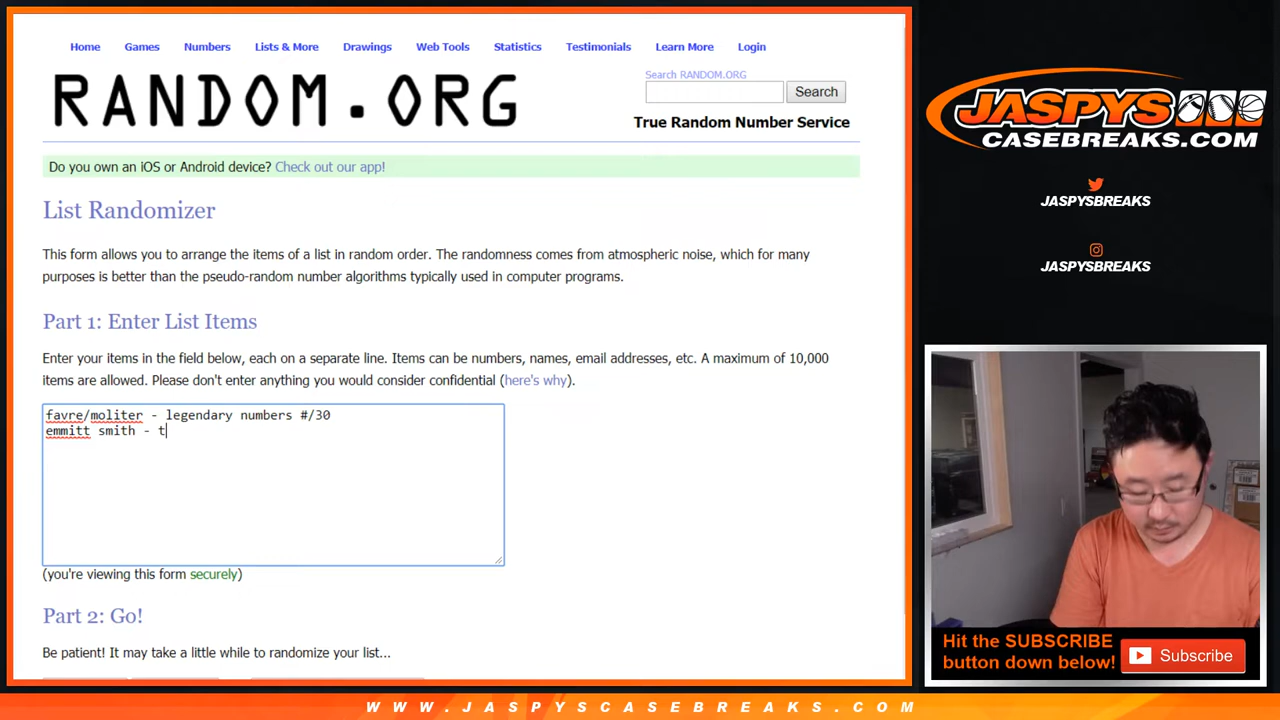 Home Games Numbers Lists & More Drawings Web Tools Statistics Testimonials Learn More Login
RANDOM.ORG
Search RANDOM.ORG
Search
True Random Number Service
Do you own an iOS or Android device? Check out our app!
List Randomizer
This form allows you to arrange the items of a list in random order. The randomness comes from atmospheric noise, which for many
purposes is better than the pseudo-random number algorithms typically used in computer programs.
Part 1: Enter List Items
Enter your items in the field below, each on a separate line. Items can be numbers, names, email addresses, etc. A maximum of 10,000
items are allowed. Please don't enter anything you would consider confidential (here's why).
favre/moliter - legendary numbers #/30
emmitt smith - t
(you're viewing this form securely)
Part 2: Go!
Be patient! It may take a little while to randomize your list...
JASPYS
CASEBREAKS.COM
JASPYSBREAKS
JASPYSBREAKS
Hit the SUBSCRIBE
button down below!
Subscribe
WWW.JASPYSCASEBREAKS.COM